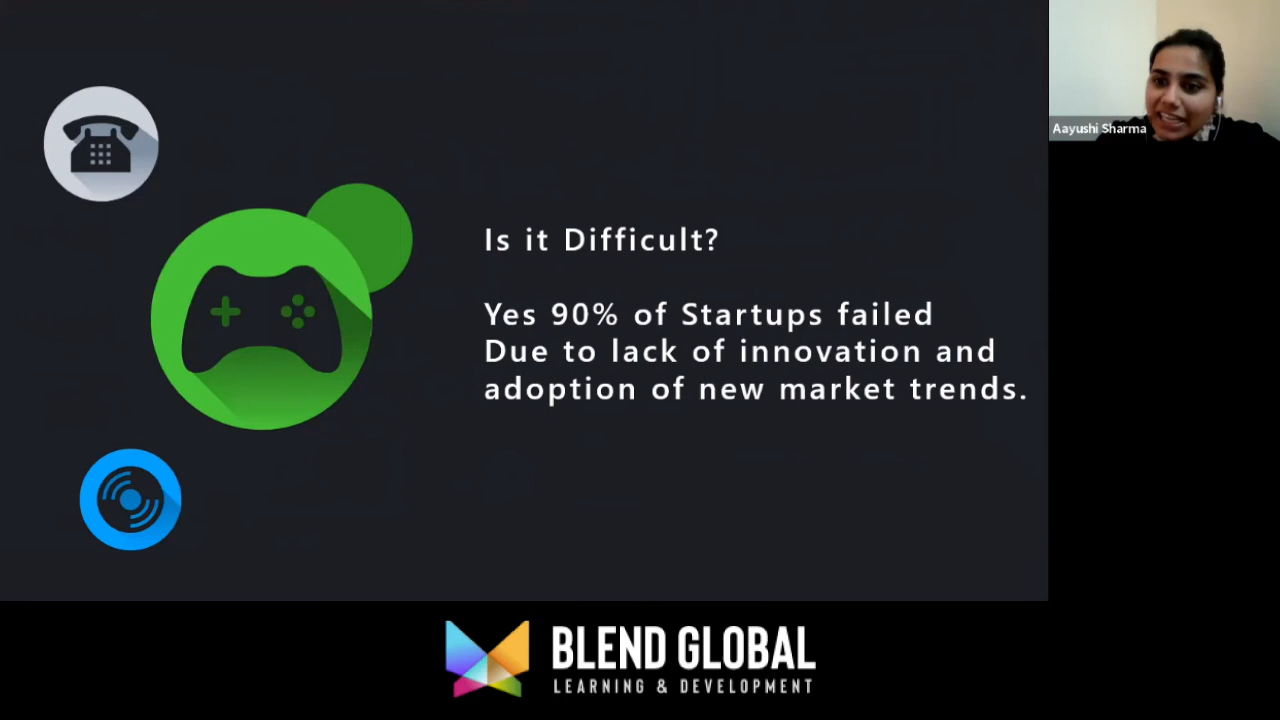 Aayushi Sharma
Is it Difficult?
Yes 90% of Startups failed
Due to lack of innovation and
adoption of new market trends.
BLEND GLOBAL
LEARNING & DEVELOPMENT